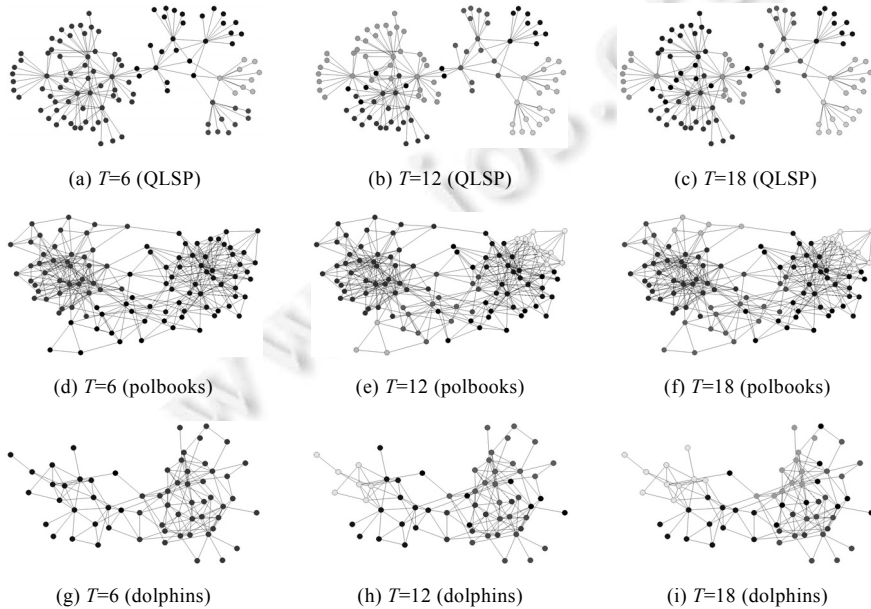 (a) T=6 (QLSP)
(b) T=12 (QLSP)
(c) T=18 (QLSP)
(d) T=6 (polbooks)
(e) T=12 (polbooks)
(f) T=18 (polbooks)
(g) T=6 (dolphins)
(h) T=12 (dolphins)
(i) T=18 (dolphins)